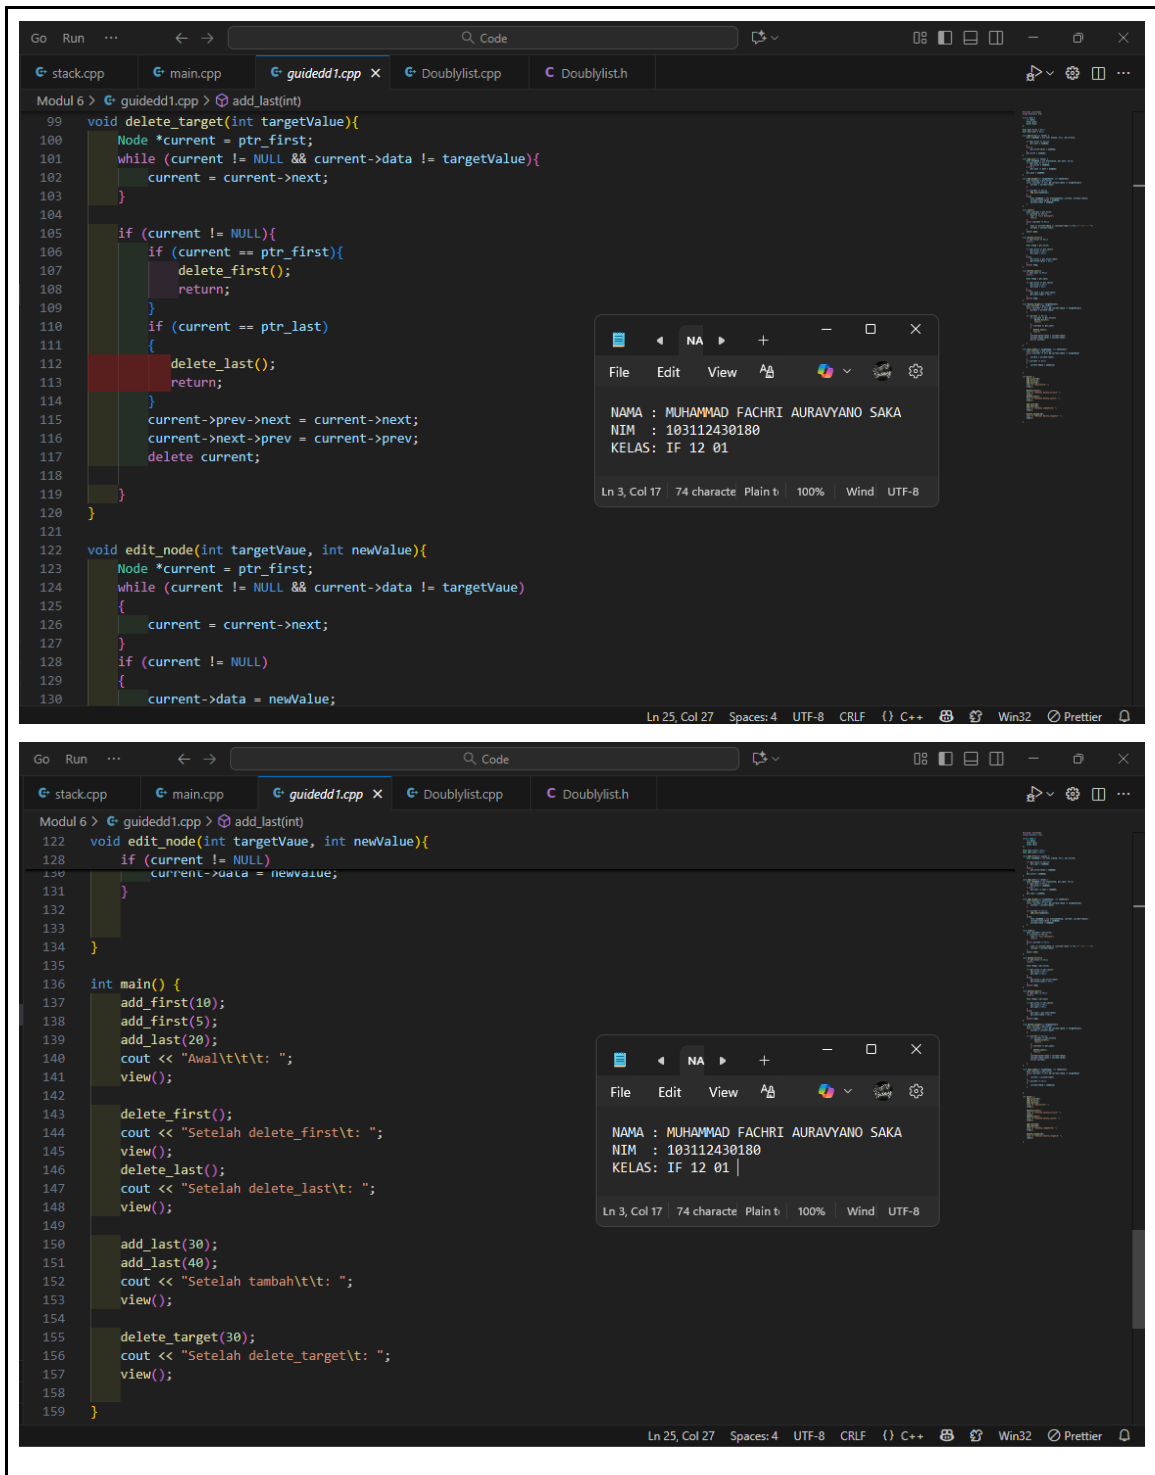 Go Run ··· Code
stack.cpp main.cpp guidedd1.cpp Doublylist.cpp C Doublylist.h
Modul 6 > guidedd1.cpp > add_last(int)
99 void delete_target(int targetValue){
100 Node *current = ptr_first;
101 while (current != NULL && current->data != targetValue){
102 current = current->next;
103 }
104
105 if (current != NULL){
106 if (current == ptr_first){
107 delete_first();
108 return;
109 }
110 if (current == ptr_last)
111 {
112 delete_last();
113 return;
114 }
115 current->prev->next = current->next;
116 current->next->prev = current->prev;
117 delete current;
118
119 }
120 }
121
122 void edit_node(int targetVaue, int newValue){
123 Node *current = ptr_first;
124 while (current != NULL && current->data != targetVaue)
125 {
126 current = current->next;
127 }
128 if (current != NULL)
129 {
130 current->data = newValue;
NA
File Edit View
NAMA : MUHAMMAD FACHRI AURAVYANO SAKA
NIM : 103112430180
KELAS: IF 12 01
Ln 3, Col 17 74 characte Plain t 100% Wind UTF-8
Ln 25, Col 27 Spaces: 4 UTF-8 CRLF {} C++ Win32 Prettier
Go Run ··· Code
stack.cpp main.cpp guidedd1.cpp Doublylist.cpp C Doublylist.h
Modul 6 > guidedd1.cpp > add_last(int)
122 void edit_node(int targetVaue, int newValue){
128 if (current != NULL)
130 current->data = newValue;
131 }
132
133
134 }
135
136 int main() {
137 add_first(10);
138 add_first(5);
139 add_last(20);
140 cout << "Awal\t\t\t: ";
141 view();
142
143 delete_first();
144 cout << "Setelah delete_first\t: ";
145 view();
146 delete_last();
147 cout << "Setelah delete_last\t: ";
148 view();
149
150 add_last(30);
151 add_last(40);
152 cout << "Setelah tambah\t\t: ";
153 view();
154
155 delete_target(30);
156 cout << "Setelah delete_target\t: ";
157 view();
158
159 }
NA
File Edit View
NAMA : MUHAMMAD FACHRI AURAVYANO SAKA
NIM : 103112430180
KELAS: IF 12 01
Ln 3, Col 17 74 characte Plain t 100% Wind UTF-8
Ln 25, Col 27 Spaces: 4 UTF-8 CRLF {} C++ Win32 Prettier